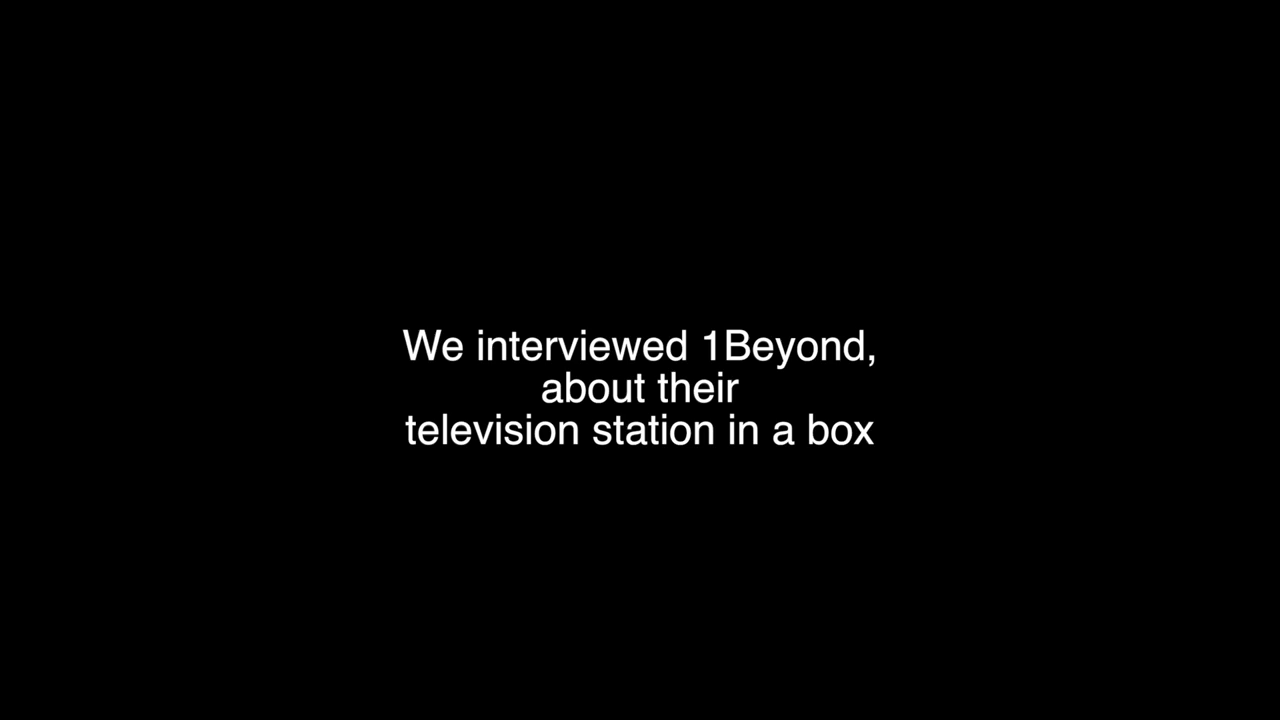 We interviewed 1Beyond,
about their
television station in a box